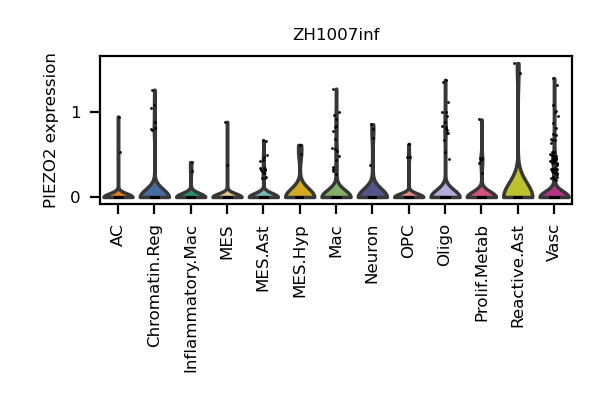 ZH1007inf
PIEZO2 expression
1
0
AC
Chromatin.Reg
Inflammatory.Mac
MES
MES.Ast
MES.Hyp
Mac
Neuron
OPC
Oligo
Prolif.Metab
Reactive.Ast
Vasc